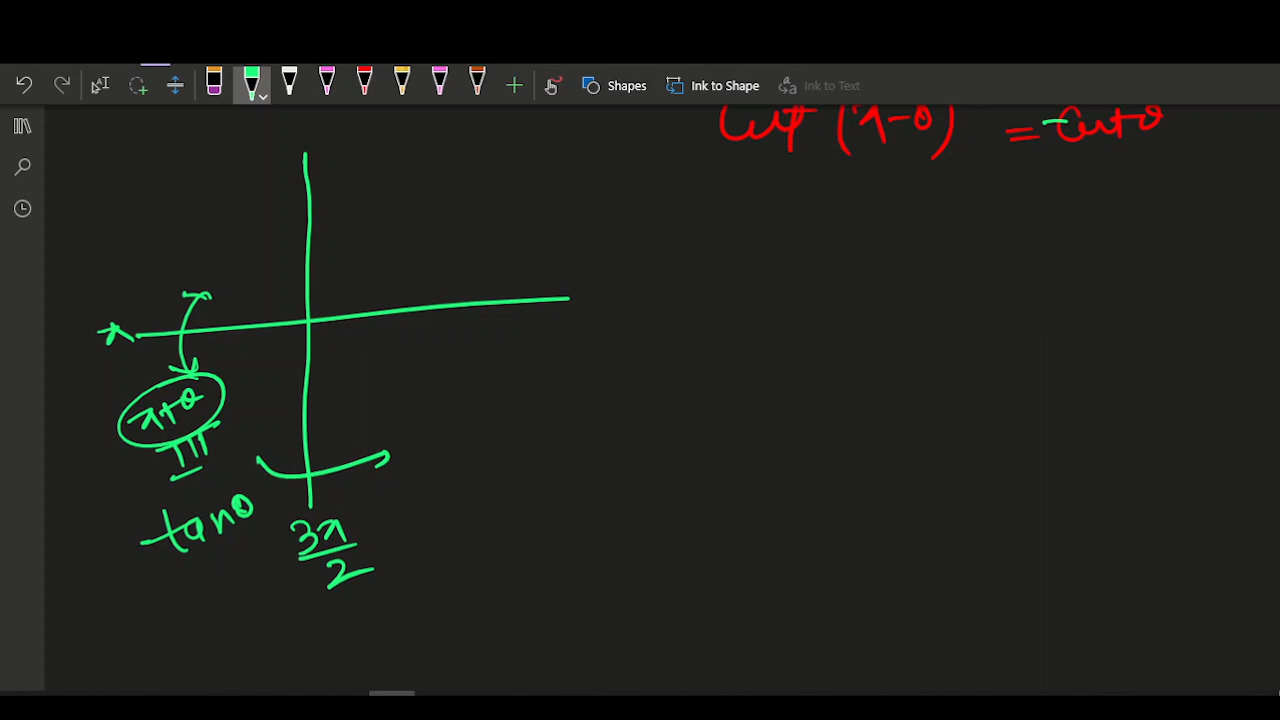 Shapes
Ink to Shape
Ink to Text
Cot (π-θ) = -Cotθ
π
π+θ
III
tanθ
3π
2